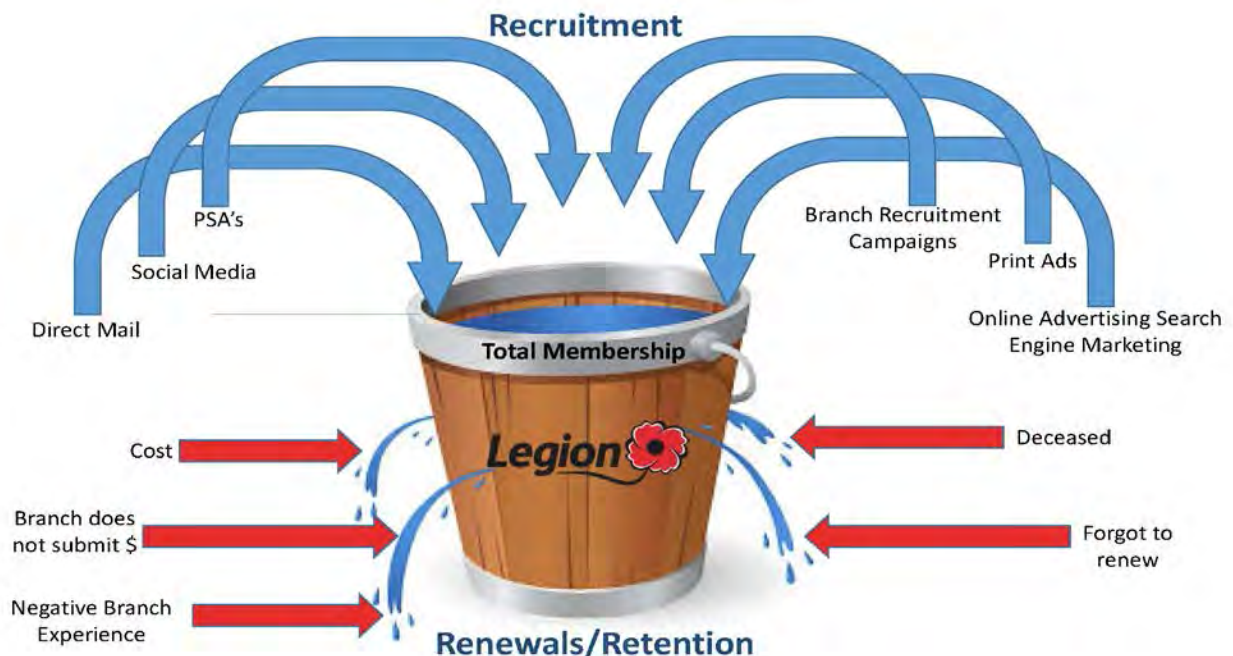 Recruitment
PSA's
Social Media
Direct Mail
Branch Recruitment
Campaigns
Print Ads
Online Advertising Search
Engine Marketing
Total Membership
Legion
Cost
Branch does
not submit $
Negative Branch
Experience
Deceased
Forgot to
renew
Renewals/Retention